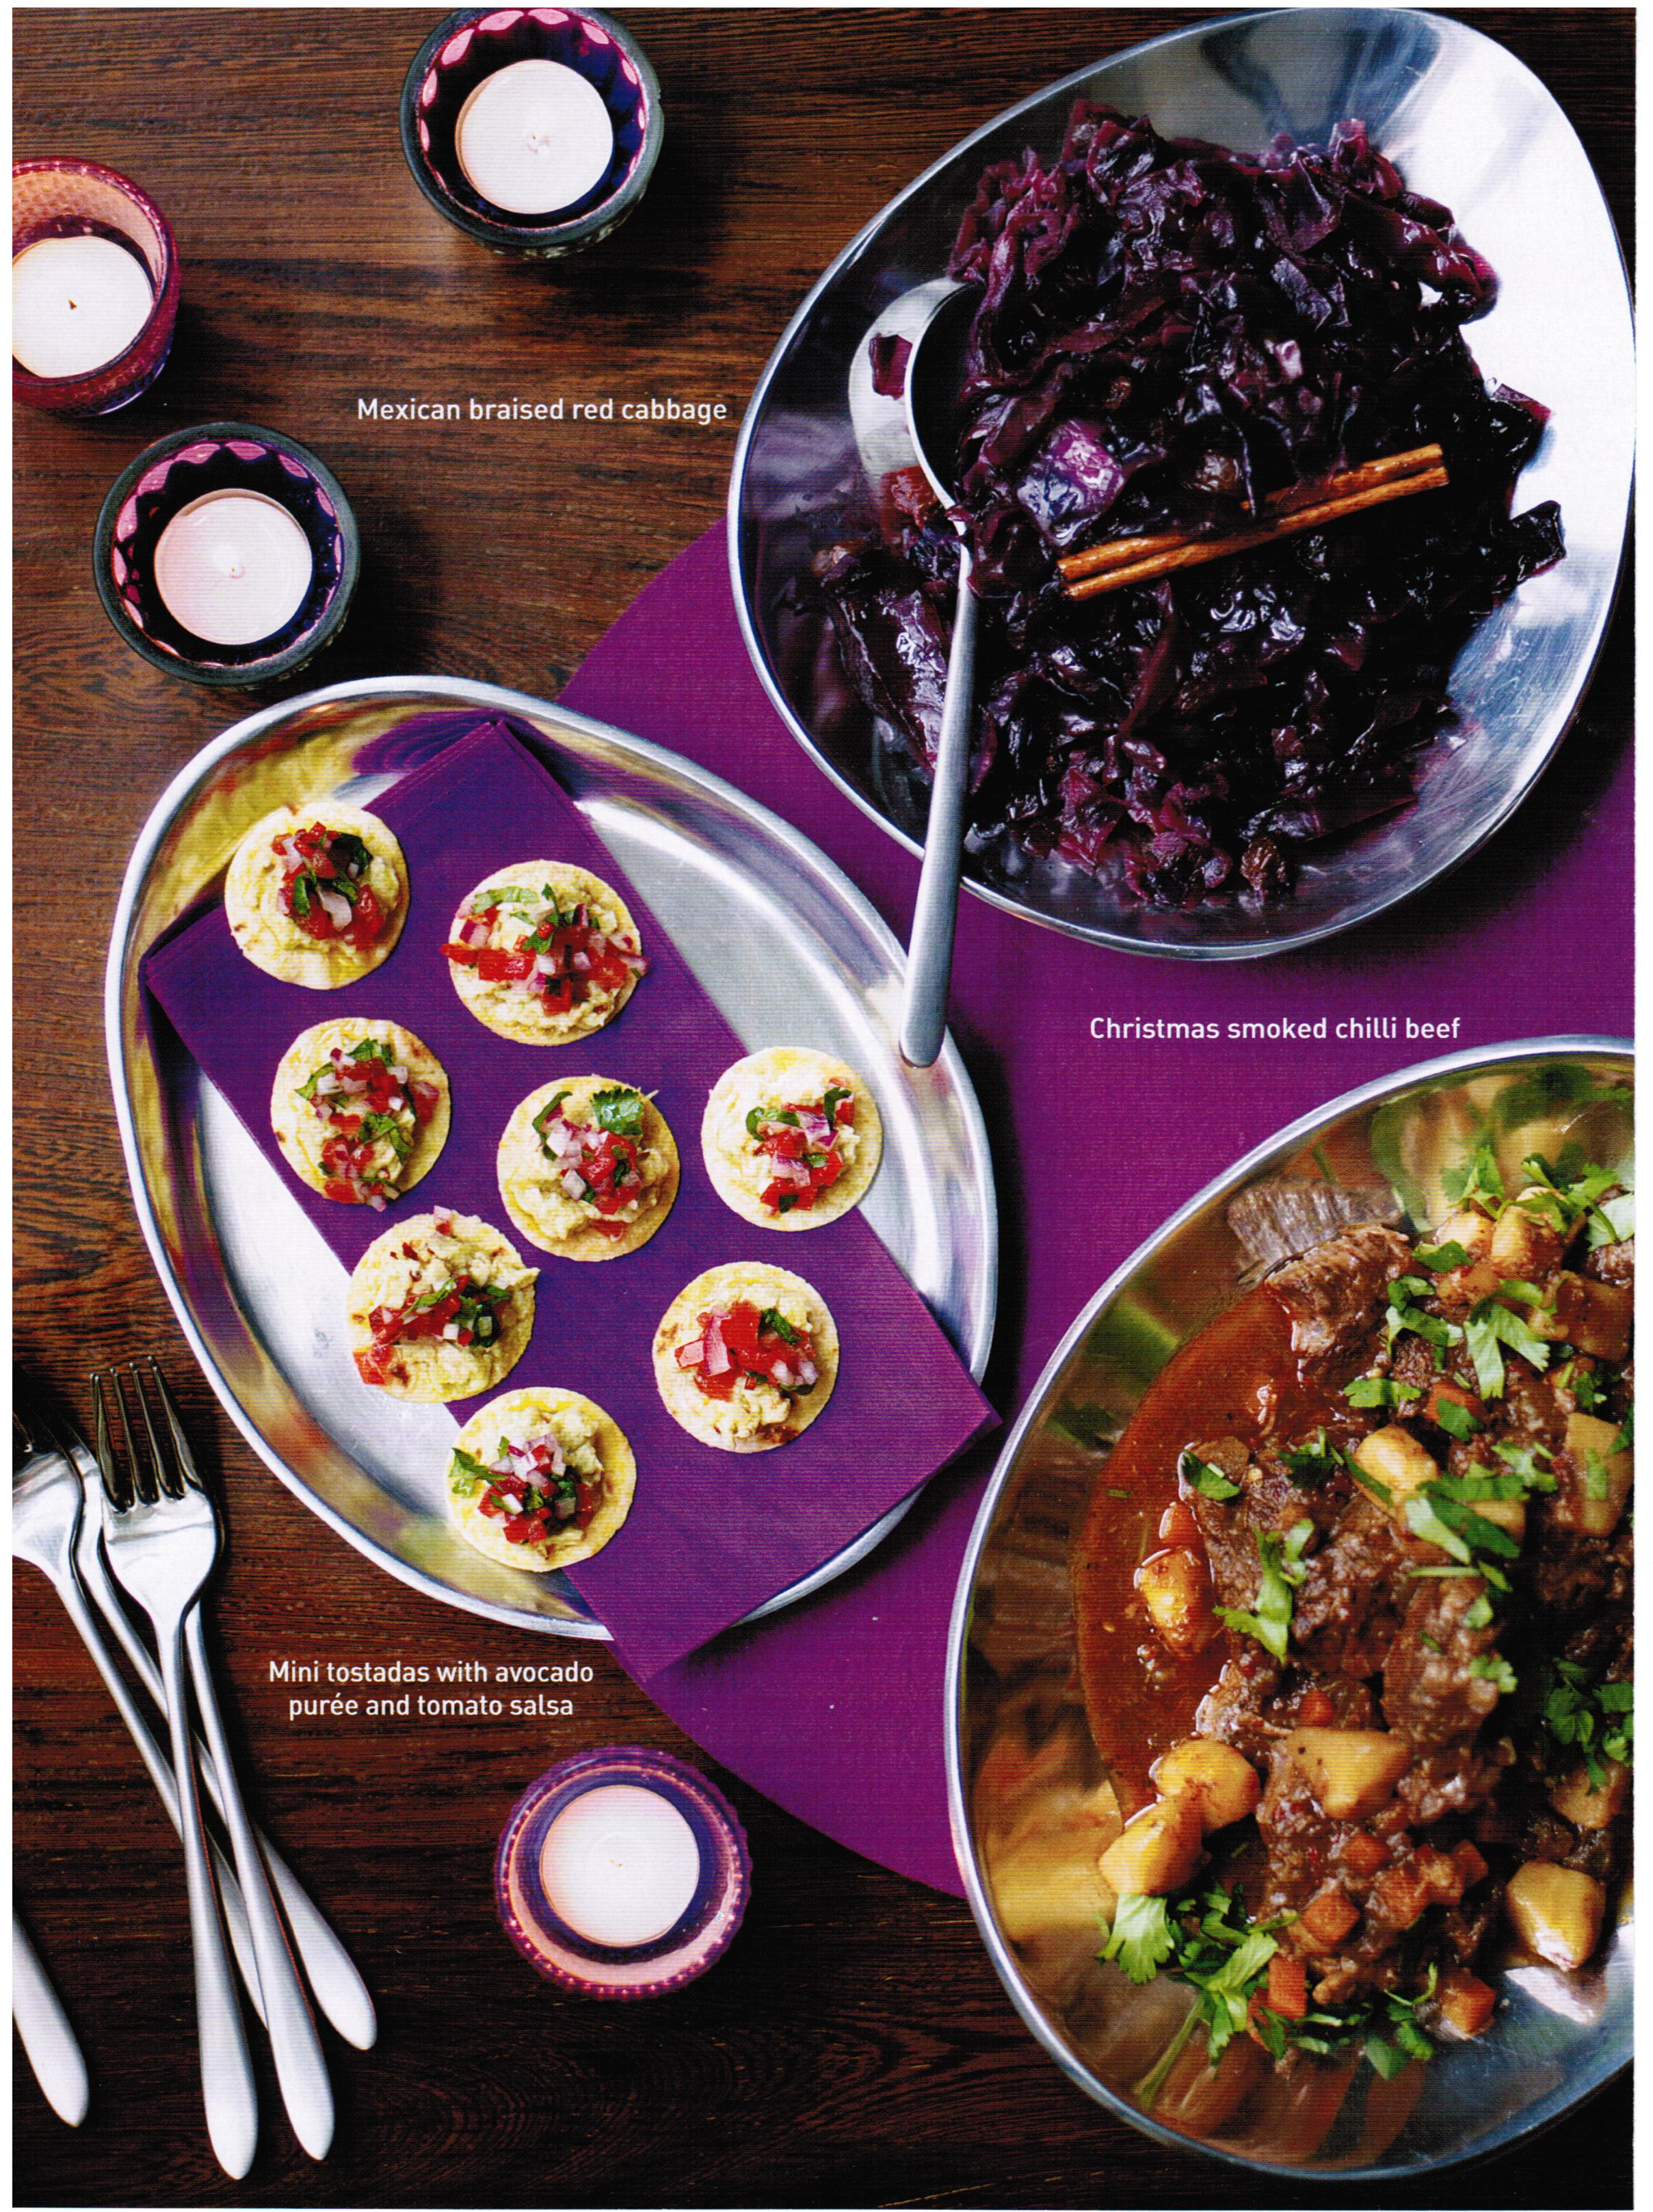 Mexican braised red cabbage
Christmas smoked chilli beef
Mini tostadas with avocado
purée and tomato salsa